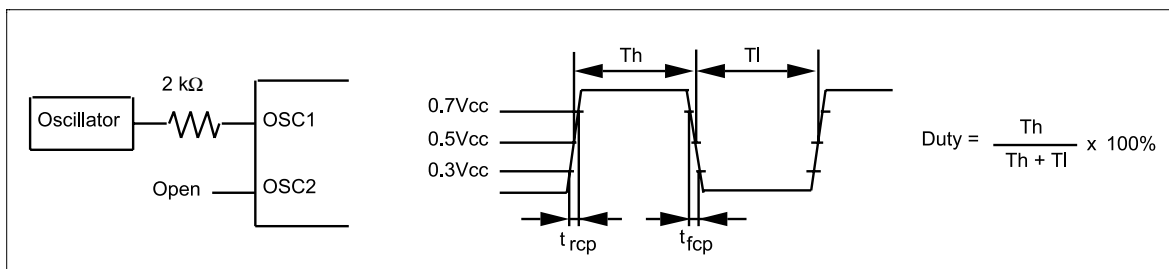 2 kΩ
Oscillator
OSC1
Open
OSC2
Th
Tl
0.7Vcc
0.5Vcc
0.3Vcc
t rcp
t fcp
Duty = Th / Th + Tl x 100%